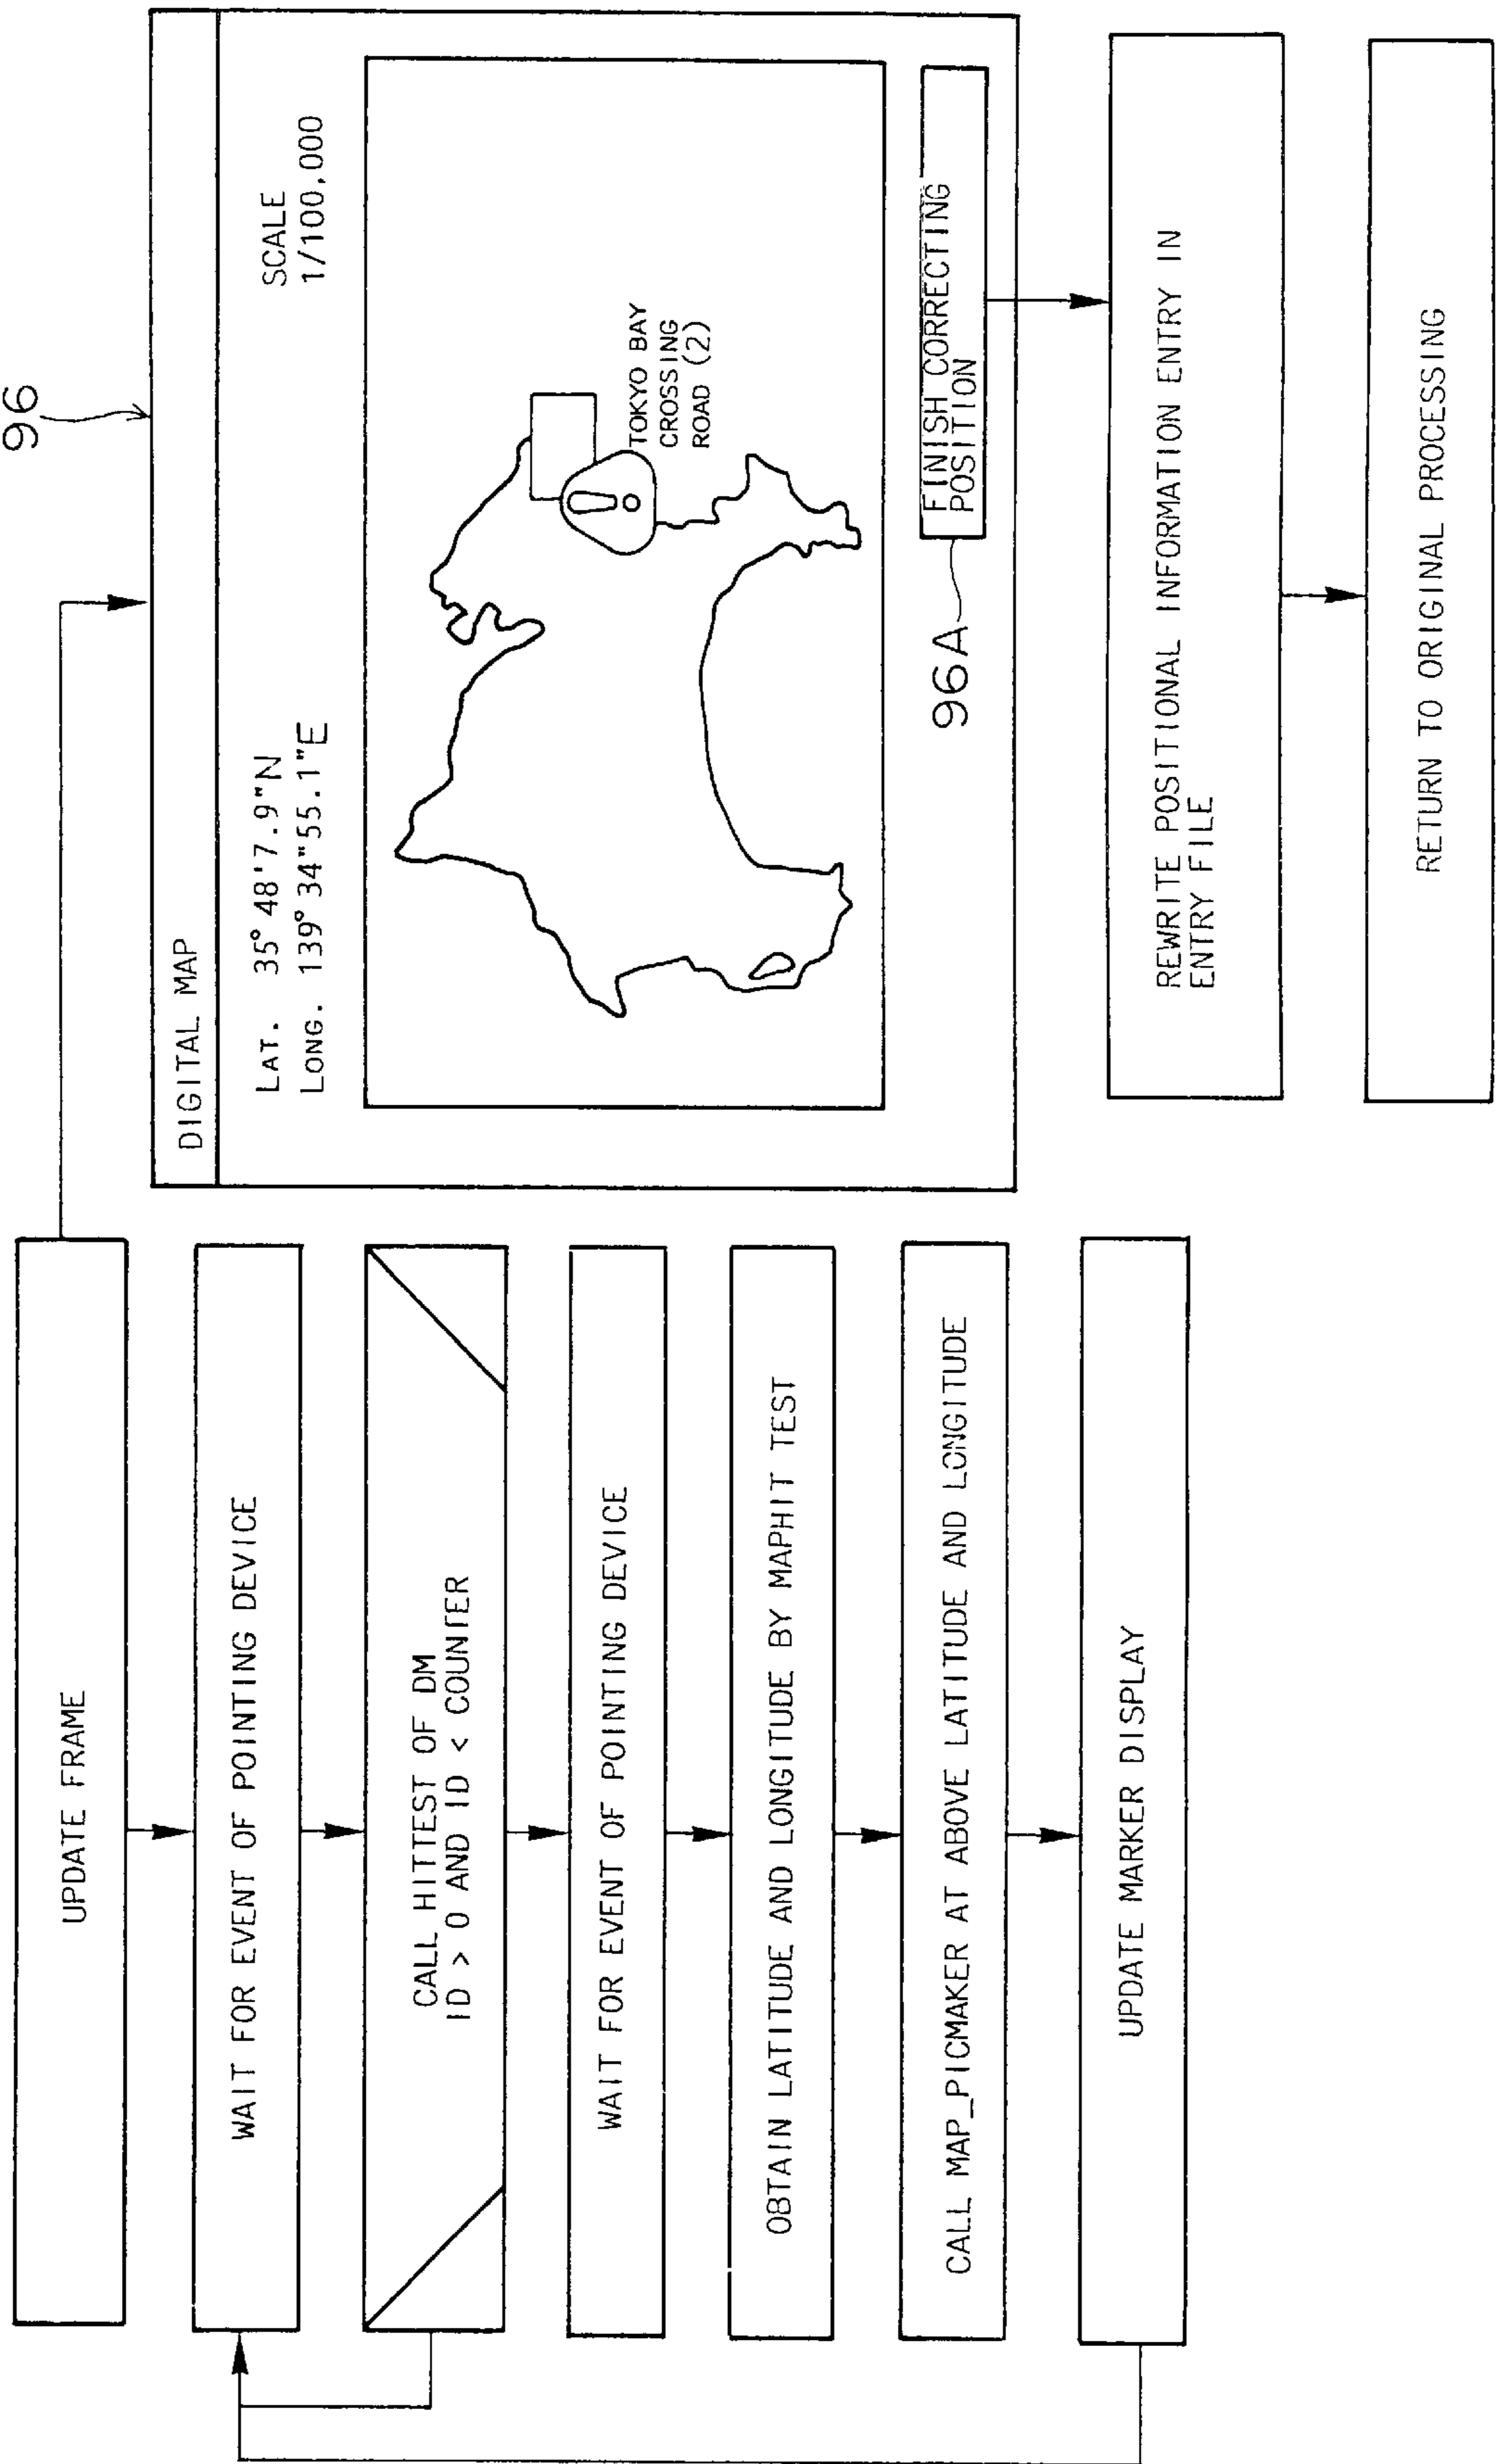 UPDATE FRAME
WAIT FOR EVENT OF POINTING DEVICE
CALL HITTEST OF DM
ID > 0 AND ID < COUNTER
WAIT FOR EVENT OF POINTING DEVICE
OBTAIN LATITUDE AND LONGITUDE BY MAPHIT TEST
CALL MAP_PICMAKER AT ABOVE LATITUDE AND LONGITUDE
UPDATE MARKER DISPLAY
96
DIGITAL MAP
LAT. 35° 48'7.9"N
LONG. 139° 34"55.1"E
SCALE
1/100,000
TOKYO BAY
CROSSING
ROAD (2)
96A
FINISH CORRECTING
POSITION
REWRITE POSITIONAL INFORMATION ENTRY IN
ENTRY FILE
RETURN TO ORIGINAL PROCESSING